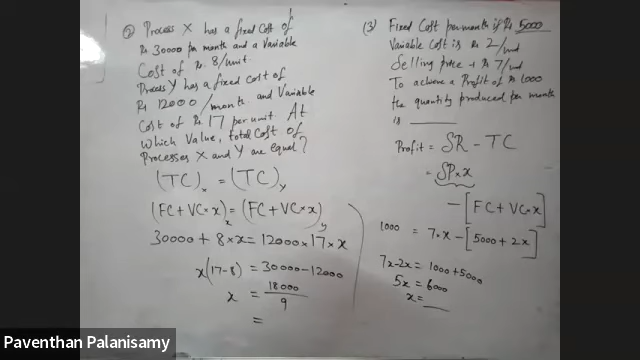 ② Process X has a fixed cost of
Rs 30000 per month and a Variable
Cost of Rs. 8/unit.
Process Y has a fixed cost of
Rs 12000 /month and Variable
Cost of Rs 17 per unit. At
Which Value, total Cost of
Processes X and Y are equal?
(TC)x = (TC)y
(FC+VC*x)x = (FC+VC*x)y
30000 + 8*x = 12000*17*x
x(17-8) = 30000-12000
x = 18000/9
=
(3) Fixed Cost per month is Rs 5000
Variable Cost is Rs 2/unit
Selling price Rs 7/unit
To achieve a Profit of Rs 1000
the quantity produced per month
is ____
Profit = SR - TC
= SP*x
- [FC + VC*x]
1000 = 7*x - [5000 + 2x]
7x-2x = 1000+5000
5x = 6000
x = __
Paventhan Palanisamy